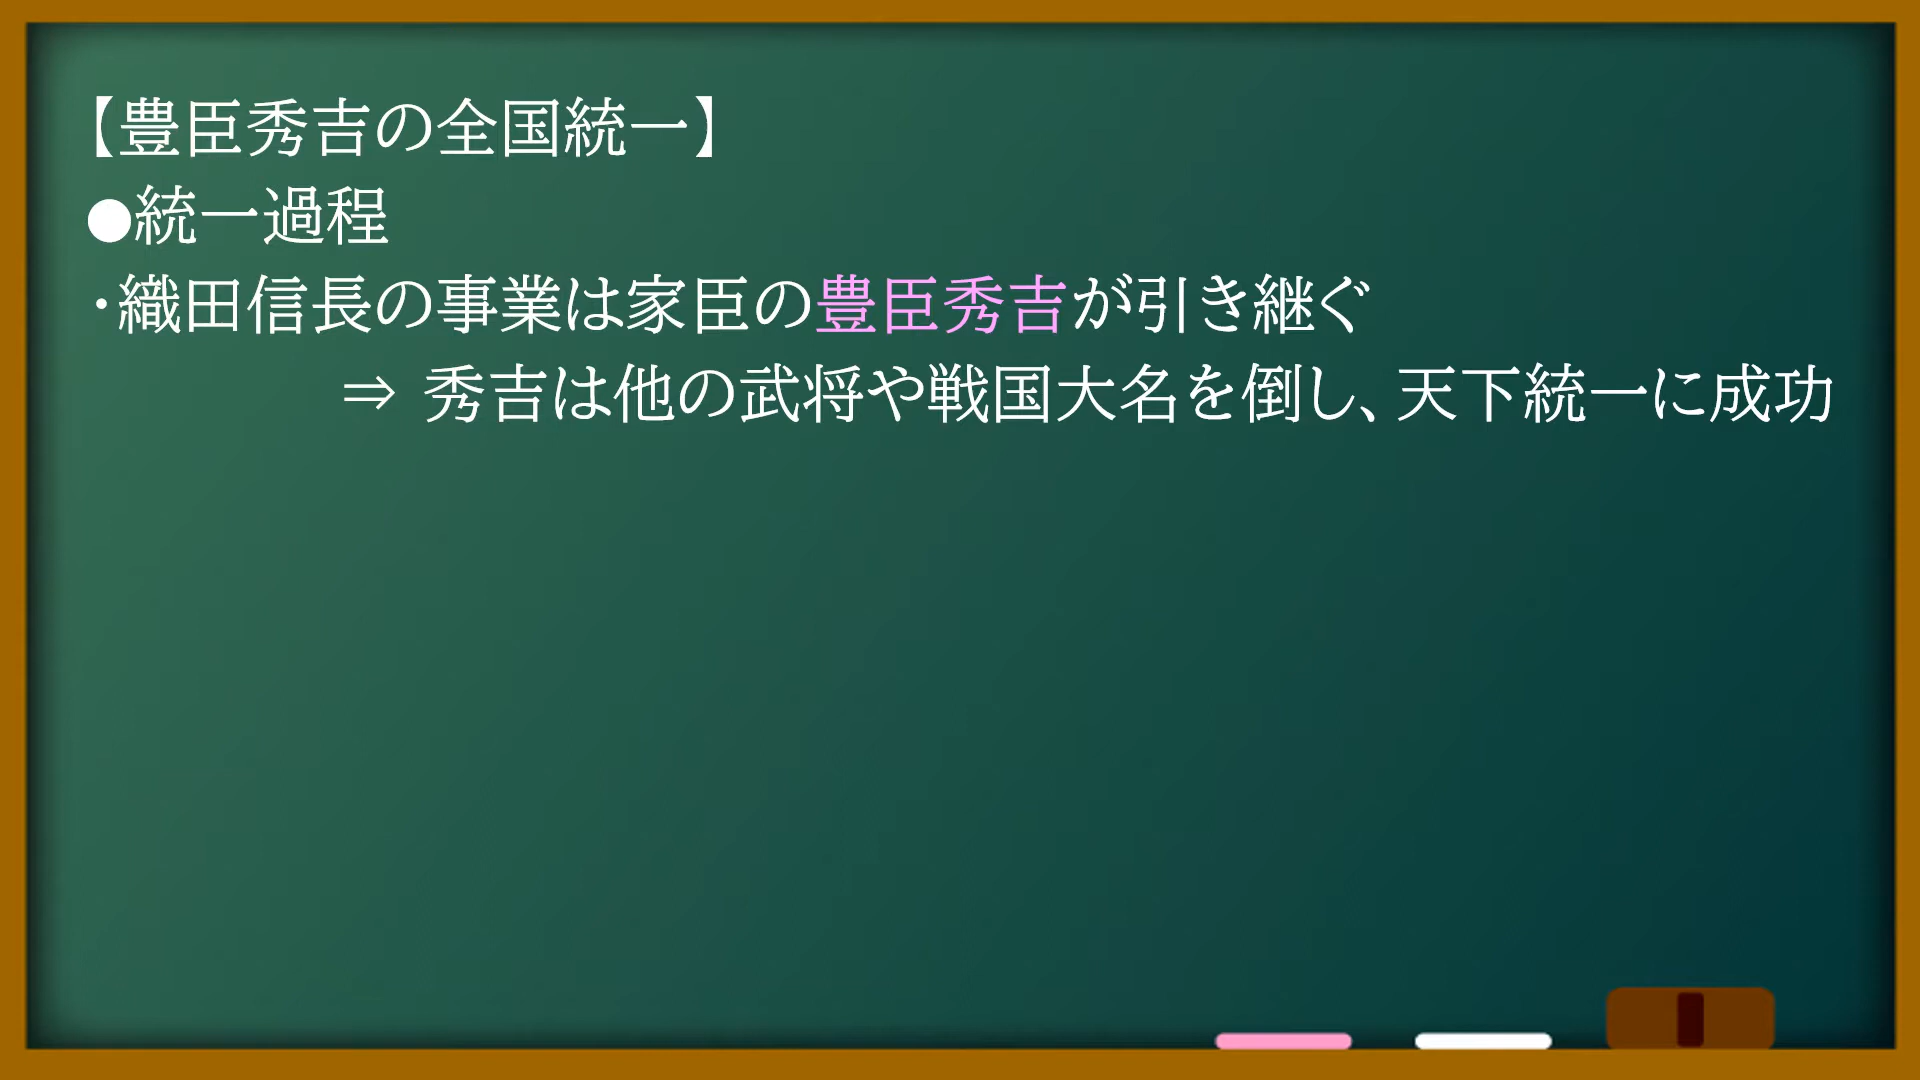 【豊臣秀吉の全国統一】
●統一過程
・織田信長の事業は家臣の豊臣秀吉が引き継ぐ
⇒ 秀吉は他の武将や戦国大名を倒し、天下統一に成功